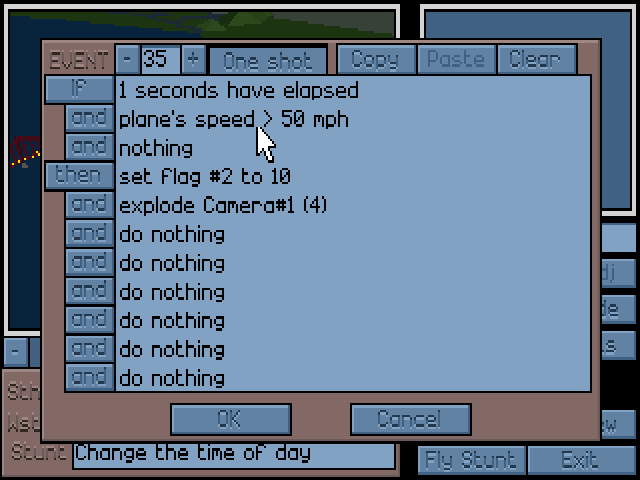 EVENT - 35 + One shot Copy Paste Clear
If 1 seconds have elapsed
and plane's speed > 50 mph
and nothing
then set flag #2 to 10
and explode Camera#1 (4)
and do nothing
and do nothing
and do nothing
and do nothing
and do nothing
and do nothing
OK Cancel
Stunt Change the time of day
Fly Stunt Exit